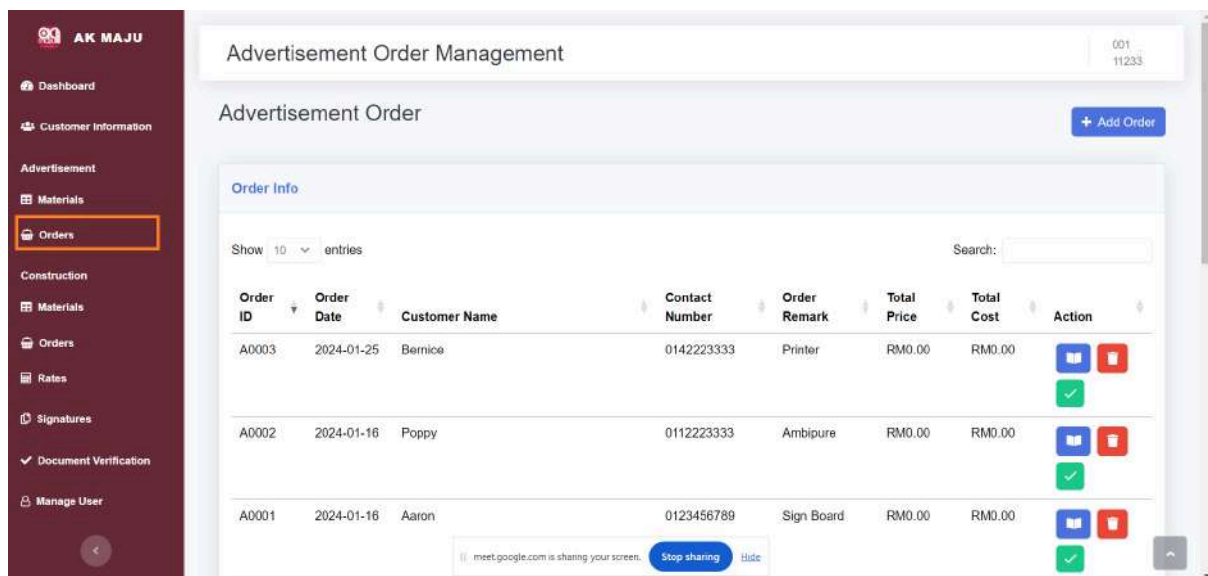 AK MAJU
Dashboard
Customer Information
Advertisement
Materials
Orders
Construction
Materials
Orders
Rates
Signatures
Document Verification
Manage User
Advertisement Order Management
001
11233
Advertisement Order
+ Add Order
Order Info
Show 10 entries
Search:
Order ID Order Date Customer Name Contact Number Order Remark Total Price Total Cost Action
A0003 2024-01-25 Bernice 0142223333 Printer RM0.00 RM0.00
A0002 2024-01-16 Poppy 0112223333 Ambipure RM0.00 RM0.00
A0001 2024-01-16 Aaron 0123456789 Sign Board RM0.00 RM0.00
meet.google.com is sharing your screen. Stop sharing Hide